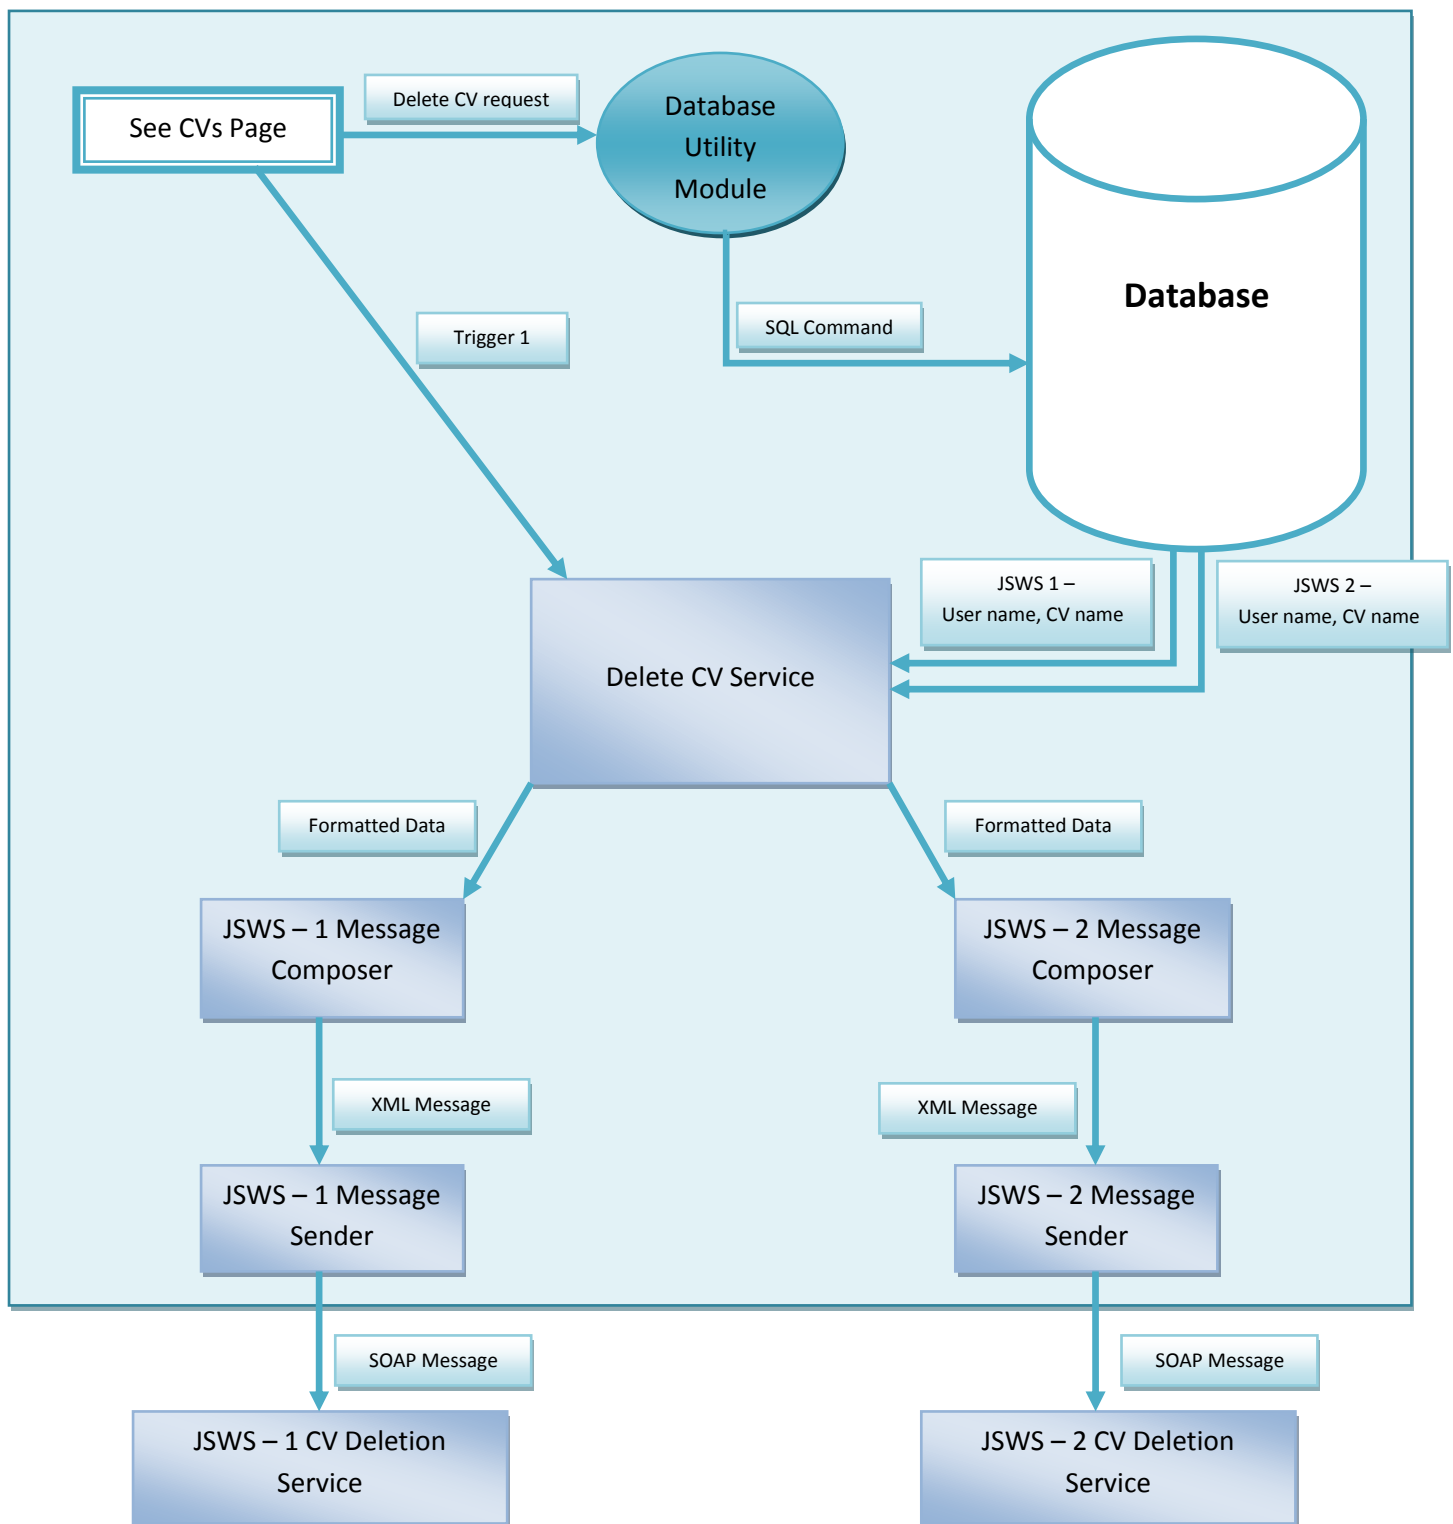 See CVs Page
Delete CV request
Database
Utility
Module
Database
Trigger 1
SQL Command
JSWS 1 –
User name, CV name
JSWS 2 –
User name, CV name
Delete CV Service
Formatted Data
Formatted Data
JSWS – 1 Message
Composer
JSWS – 2 Message
Composer
XML Message
XML Message
JSWS – 1 Message
Sender
JSWS – 2 Message
Sender
SOAP Message
SOAP Message
JSWS – 1 CV Deletion
Service
JSWS – 2 CV Deletion
Service